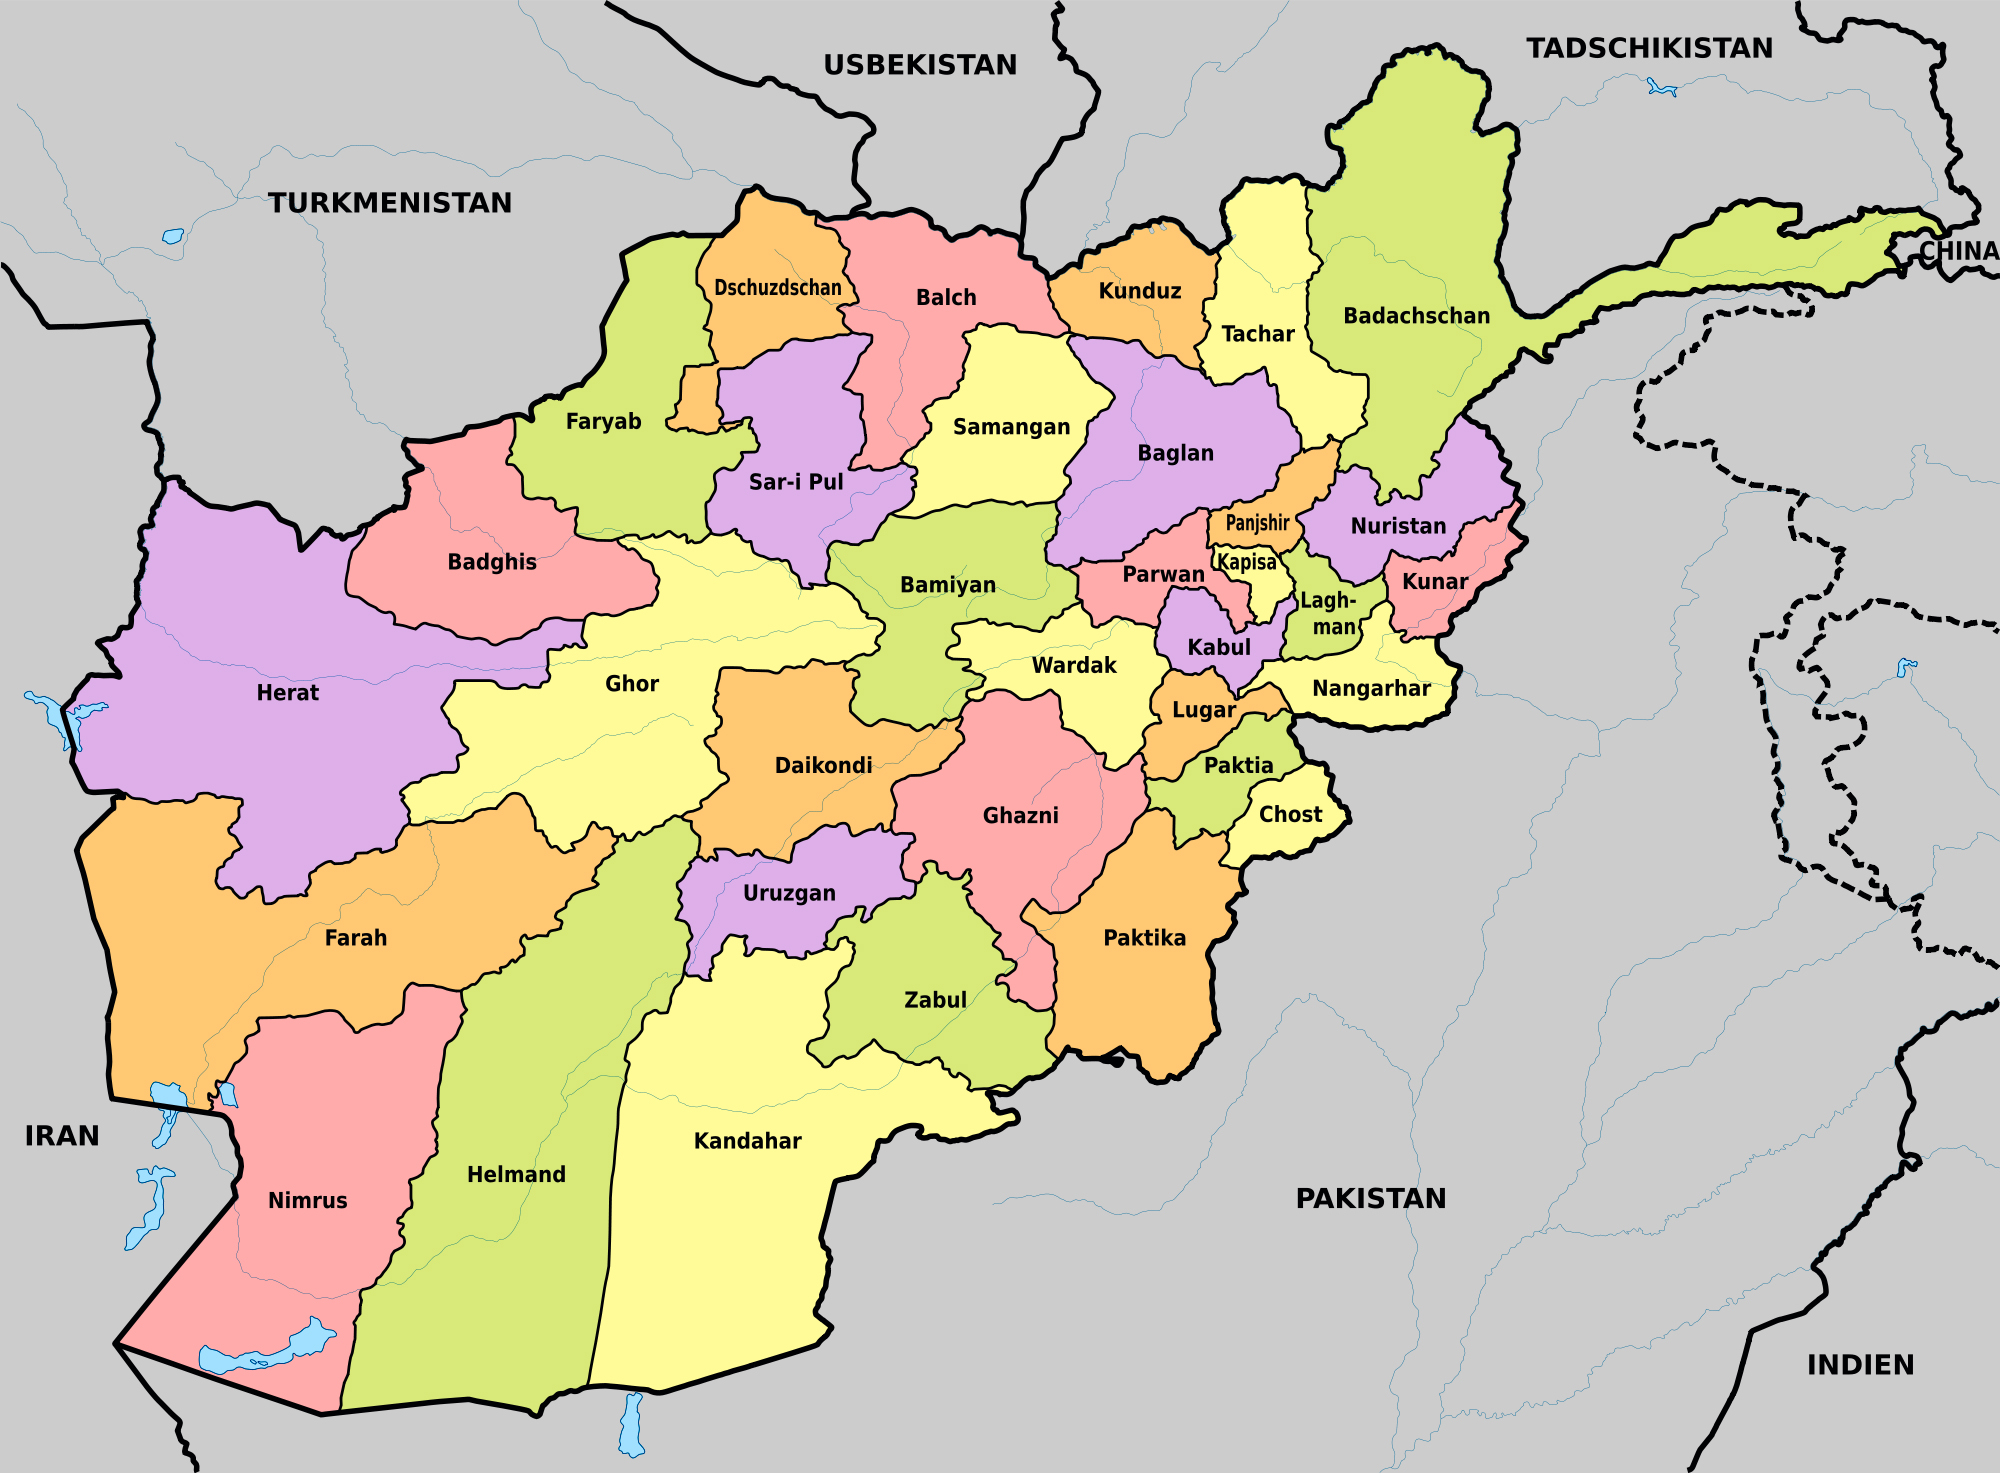 TADSCHIKISTAN
USBEKISTAN
TURKMENISTAN
CHINA
Dschuzdschan
Balch
Kunduz
Badachschan
Tachar
Faryab
Samangan
Baglan
Sar-i Pul
Panjshir
Nuristan
Badghis
Kapisa
Parwan
Kunar
Bamiyan
Lagh-
man
Kabul
Wardak
Ghor
Nangarhar
Herat
Lugar
Daikondi
Paktia
Ghazni
Chost
Uruzgan
Farah
Paktika
Zabul
IRAN
Kandahar
Helmand
Nimrus
PAKISTAN
INDIEN